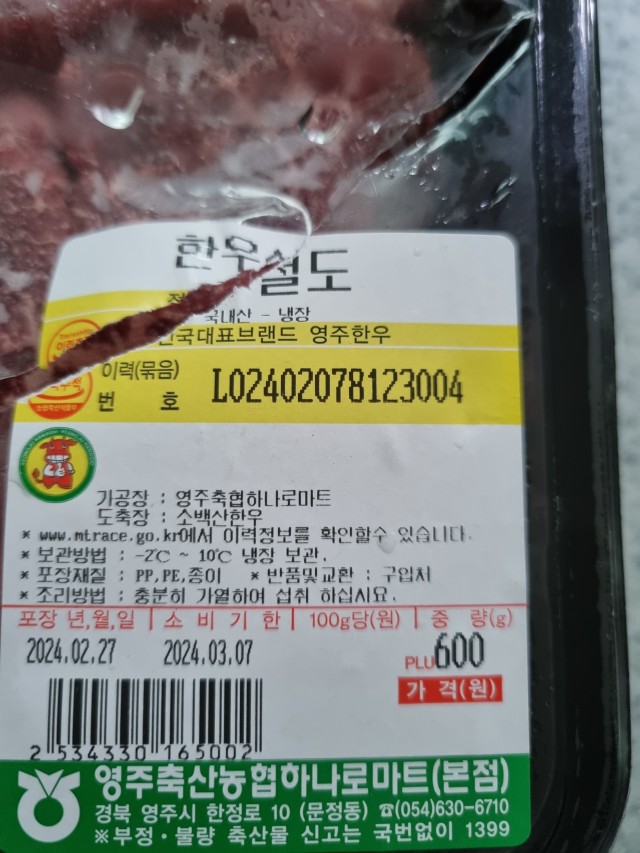 한우설도
국내산 - 냉장
국대표브랜드 영주한우
이력(묶음)
번 호 L02402078123004
가공장 : 영주축협하나로마트
도축장 : 소백산한우
* www.mtrace.go.kr에서 이력정보를 확인할수 있습니다.
* 보관방법 : -2℃ ~ 10℃ 냉장 보관.
* 포장재질 : PP,PE,종이 * 반품및교환 : 구입처
* 조리방법 : 충분히 가열하여 섭취 하십시요.
포장 년,월,일 | 소 비 기 한 | 100g당(원) | 중 량(g)
2024.02.27 2024.03.07 PLU600
가 격(원)
2 534330 165002
영주축산농협하나로마트(본점)
경북 영주시 한정로 10 (문정동) ☎(054)630-6710
※부정·불량 축산물 신고는 국번없이 1399